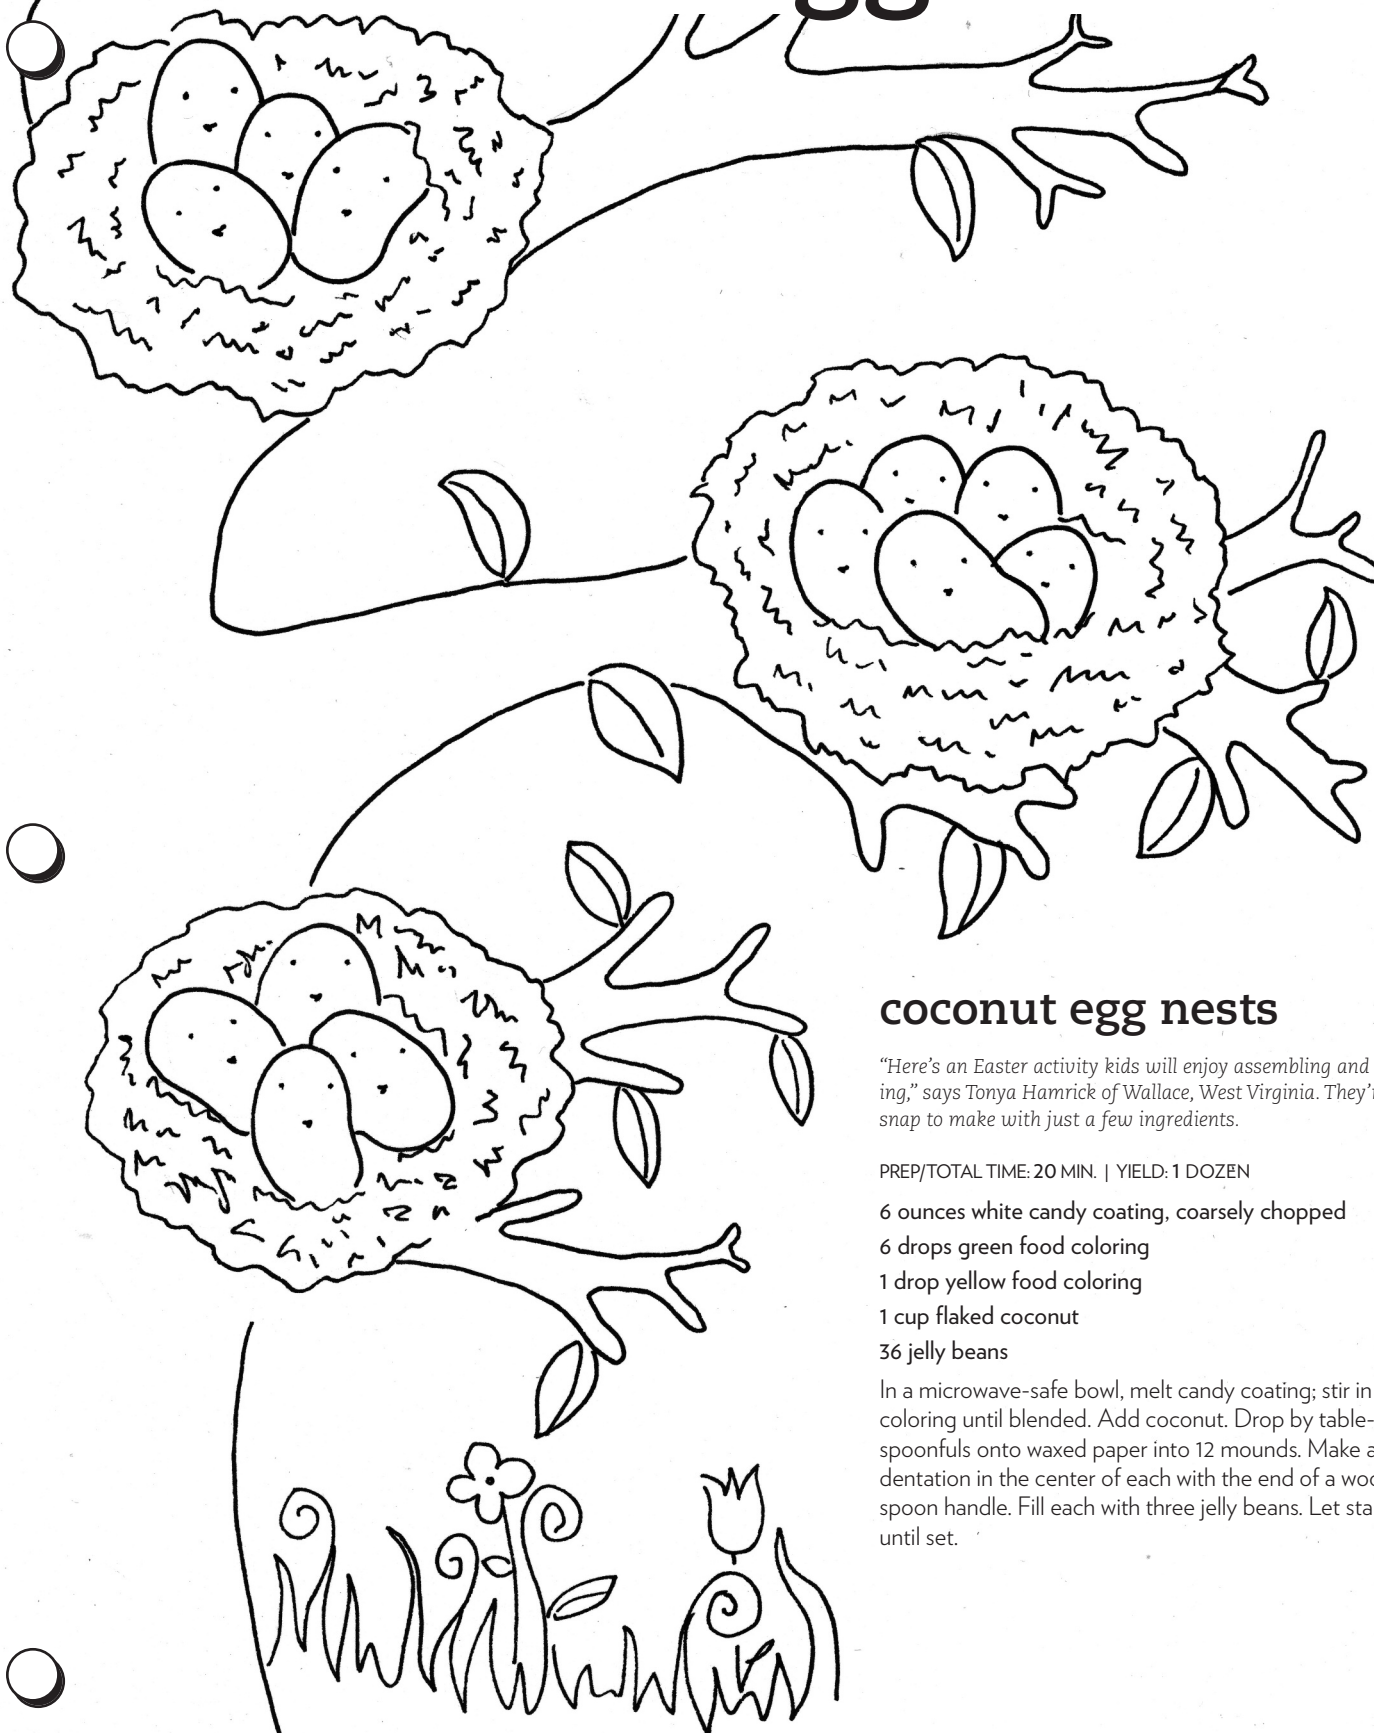 gg
coconut egg nests
“Here’s an Easter activity kids will enjoy assembling and
ing,” says Tonya Hamrick of Wallace, West Virginia.
snap to make with just a few ingredients.
PREP/TOTAL TIME: 20 MIN. | YIELD: 1 DOZEN
6 ounces white candy coating, coarsely chopped
6 drops green food coloring
1 drop yellow food coloring
1 cup flaked coconut
36 jelly beans
In a microwave-safe bowl, melt candy coating; stir in
coloring until blended. Add coconut. Drop by table-
spoonfuls onto waxed paper into 12 mounds. Make
dentation in the center of each with the end of a
spoon handle. Fill each with three jelly beans. Let
until set.